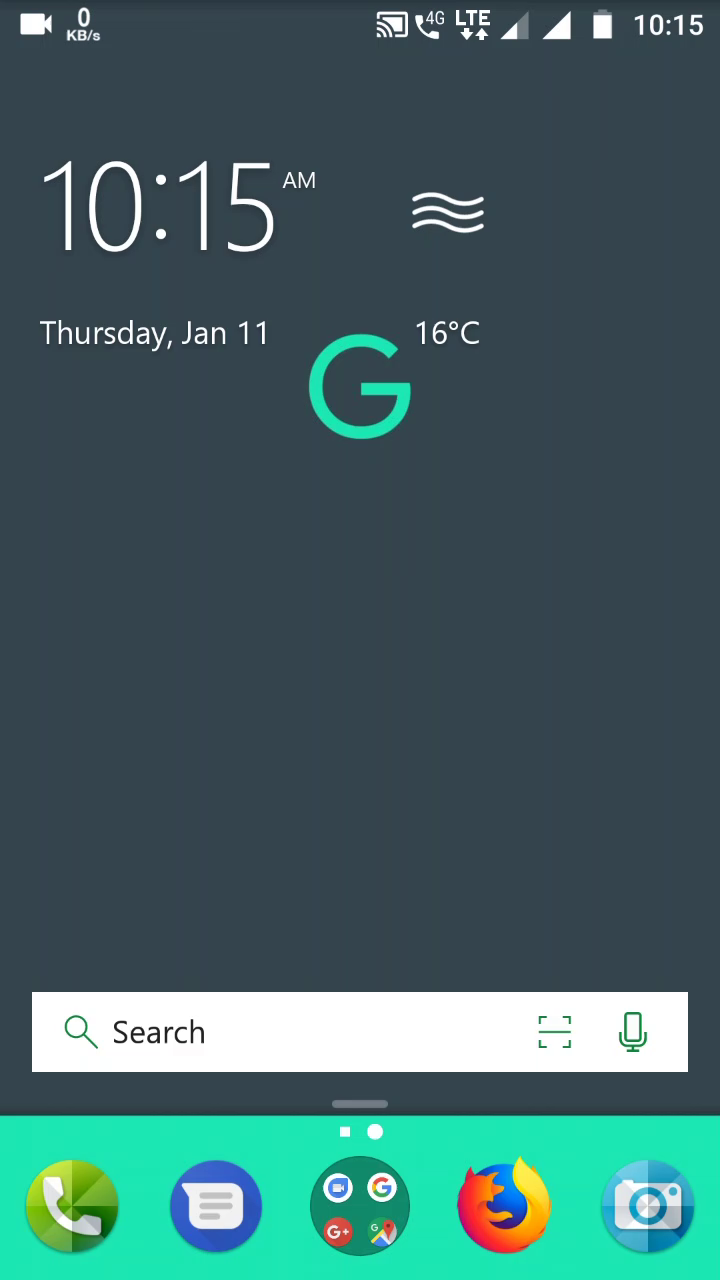 0
KB/s
4G
LTE
10:15
10:15 AM
Thursday, Jan 11
16°C
G
Search
G
G+
G